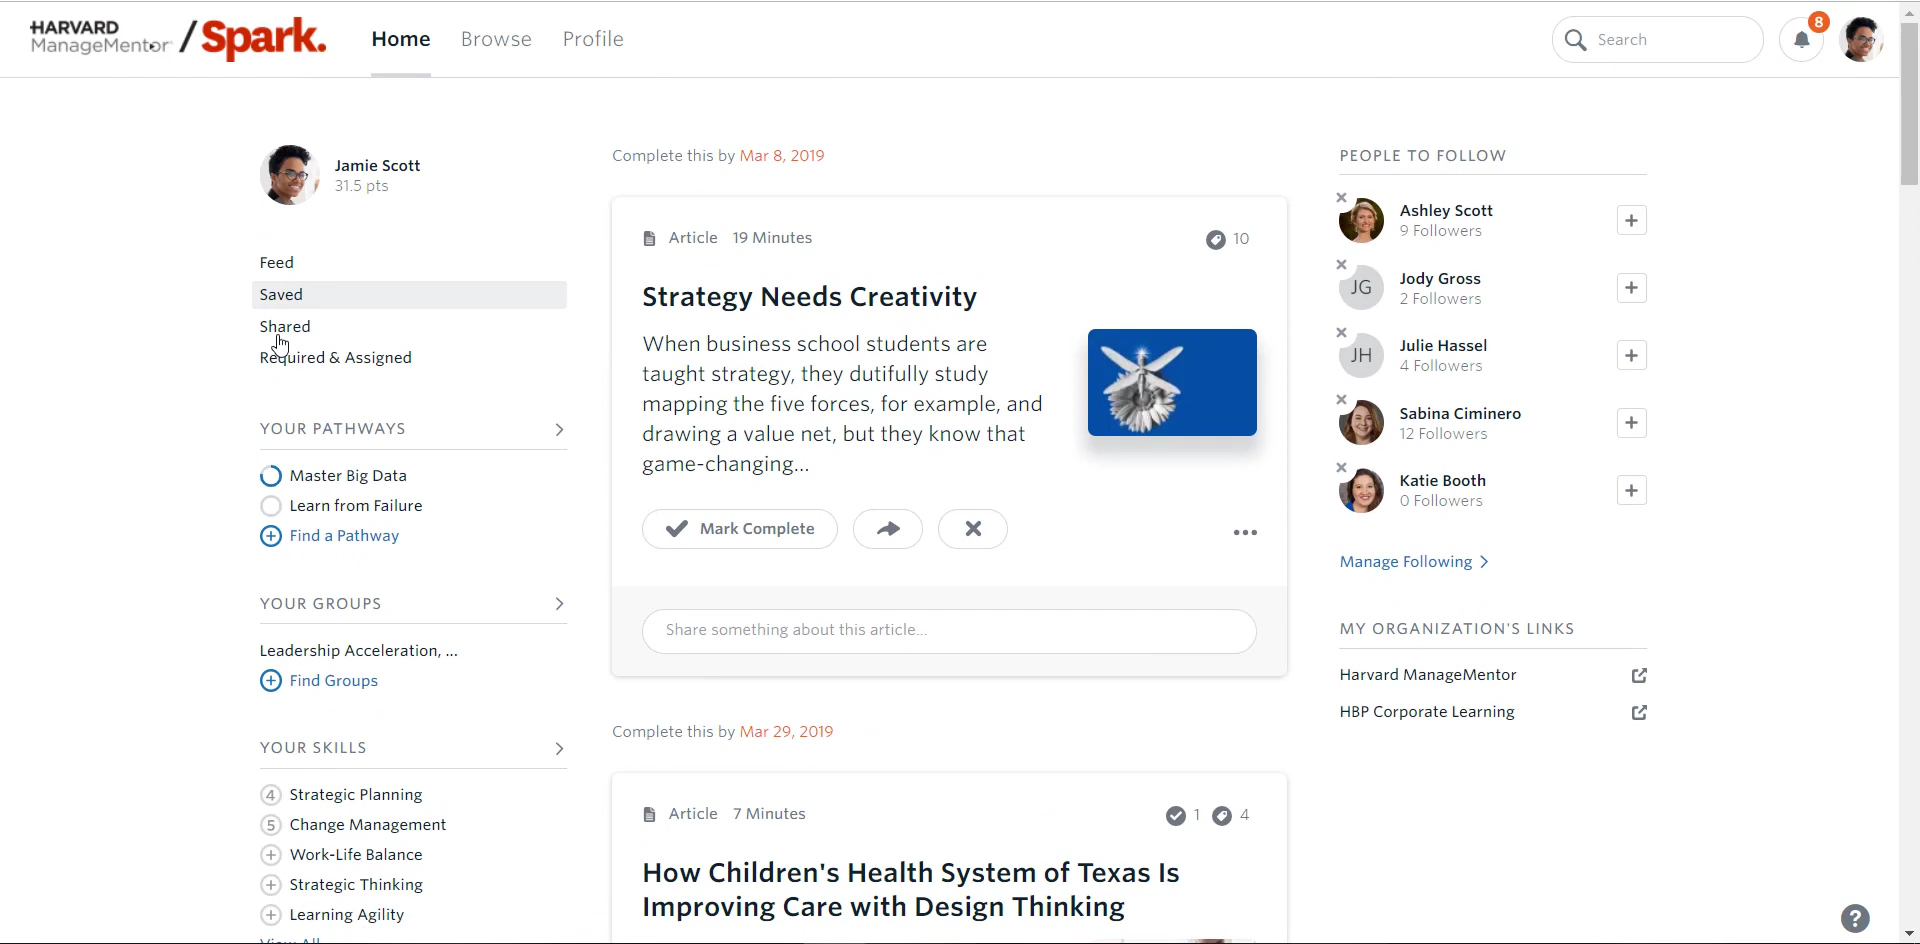 HARVARD
ManageMentor / Spark.
Home Browse Profile
Search
8
Jamie Scott
31.5 pts
Feed
Saved
Shared
Required & Assigned
YOUR PATHWAYS
Master Big Data
Learn from Failure
Find a Pathway
YOUR GROUPS
Leadership Acceleration, ...
Find Groups
YOUR SKILLS
4 Strategic Planning
5 Change Management
Work-Life Balance
Strategic Thinking
Learning Agility
View All
Complete this by Mar 8, 2019
Article 19 Minutes
10
Strategy Needs Creativity
When business school students are
taught strategy, they dutifully study
mapping the five forces, for example, and
drawing a value net, but they know that
game-changing...
Mark Complete
Share something about this article...
Complete this by Mar 29, 2019
Article 7 Minutes
1 4
How Children's Health System of Texas Is
Improving Care with Design Thinking
PEOPLE TO FOLLOW
Ashley Scott
9 Followers
JG
Jody Gross
2 Followers
JH
Julie Hassel
4 Followers
Sabina Ciminero
12 Followers
Katie Booth
0 Followers
Manage Following
MY ORGANIZATION'S LINKS
Harvard ManageMentor
HBP Corporate Learning
?